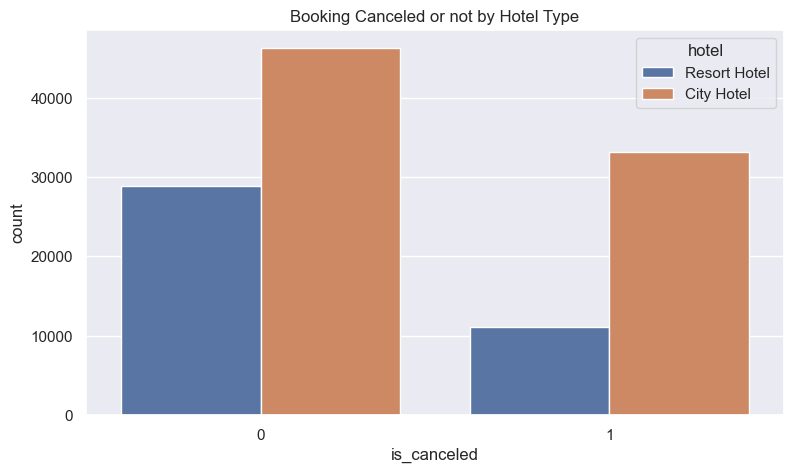 Booking Canceled or not by Hotel Type
hotel
Resort Hotel
City Hotel
count
40000
30000
20000
10000
0
0 1
is_canceled